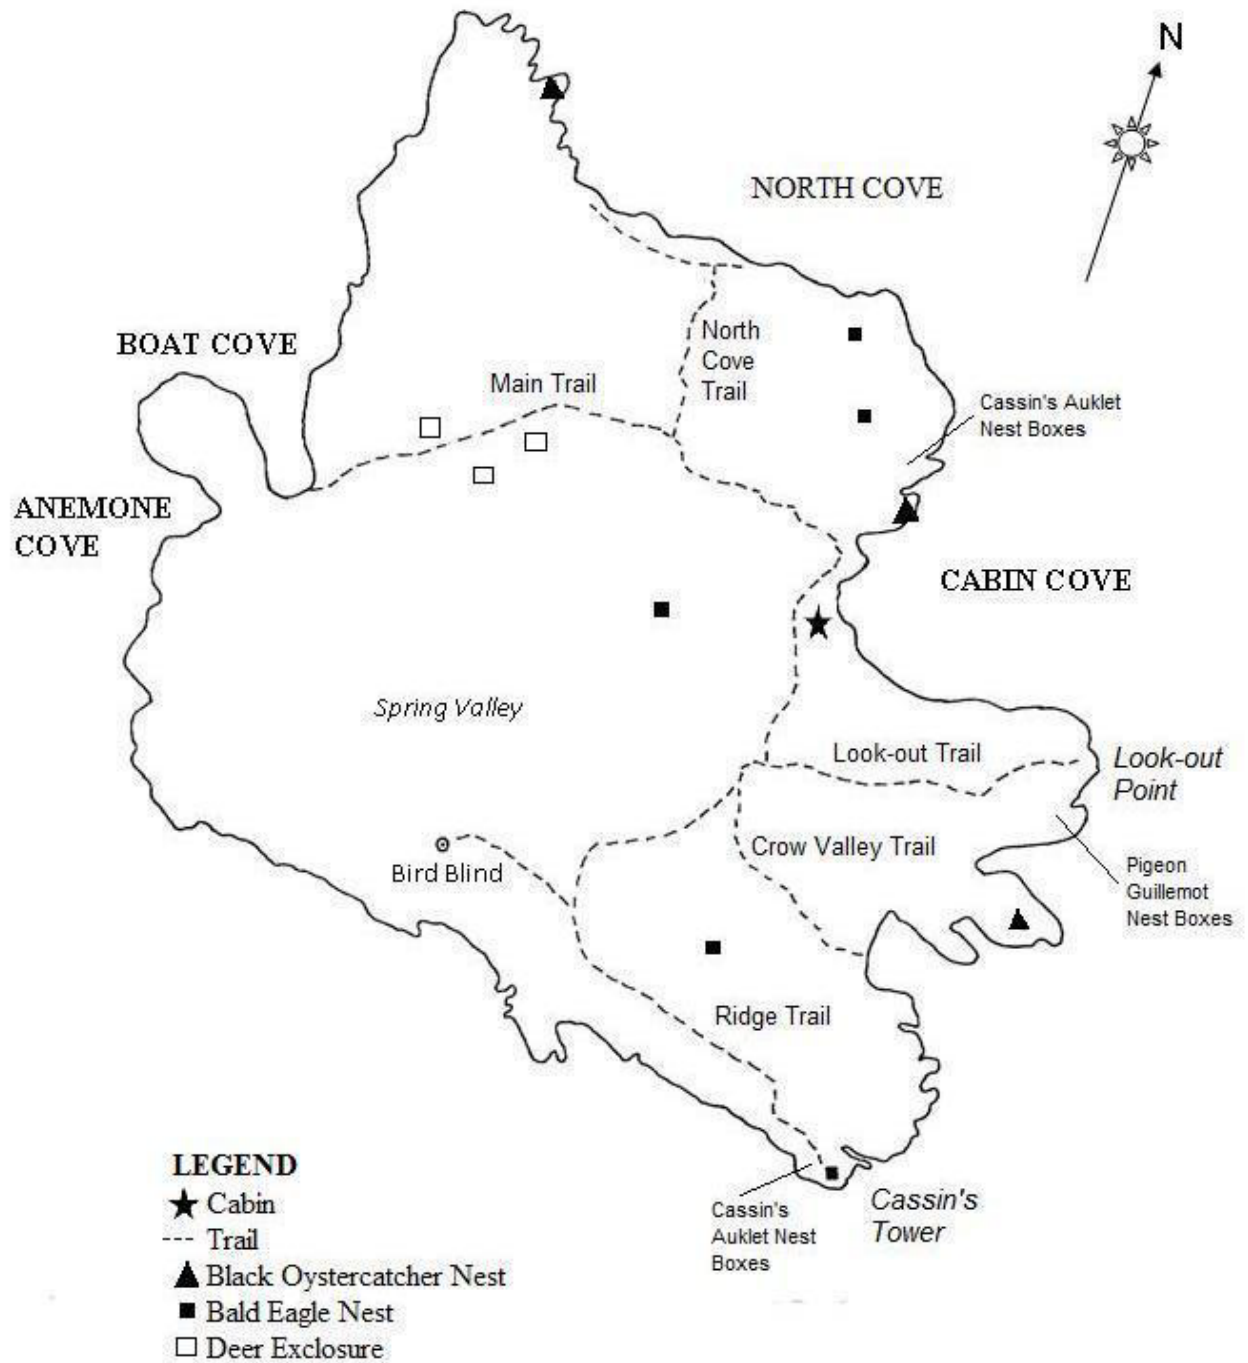 N
NORTH COVE
BOAT COVE
North
Cove
Trail
Main Trail
Cassin's Auklet
Nest Boxes
ANEMONE
COVE
CABIN COVE
Spring Valley
Look-out Trail
Look-out
Point
Crow Valley Trail
Bird Blind
Pigeon
Guillemot
Nest Boxes
Ridge Trail
Cassin's
Auklet Nest
Boxes
Cassin's
Tower
LEGEND
Cabin
Trail
Black Oystercatcher Nest
Bald Eagle Nest
Deer Exclosure